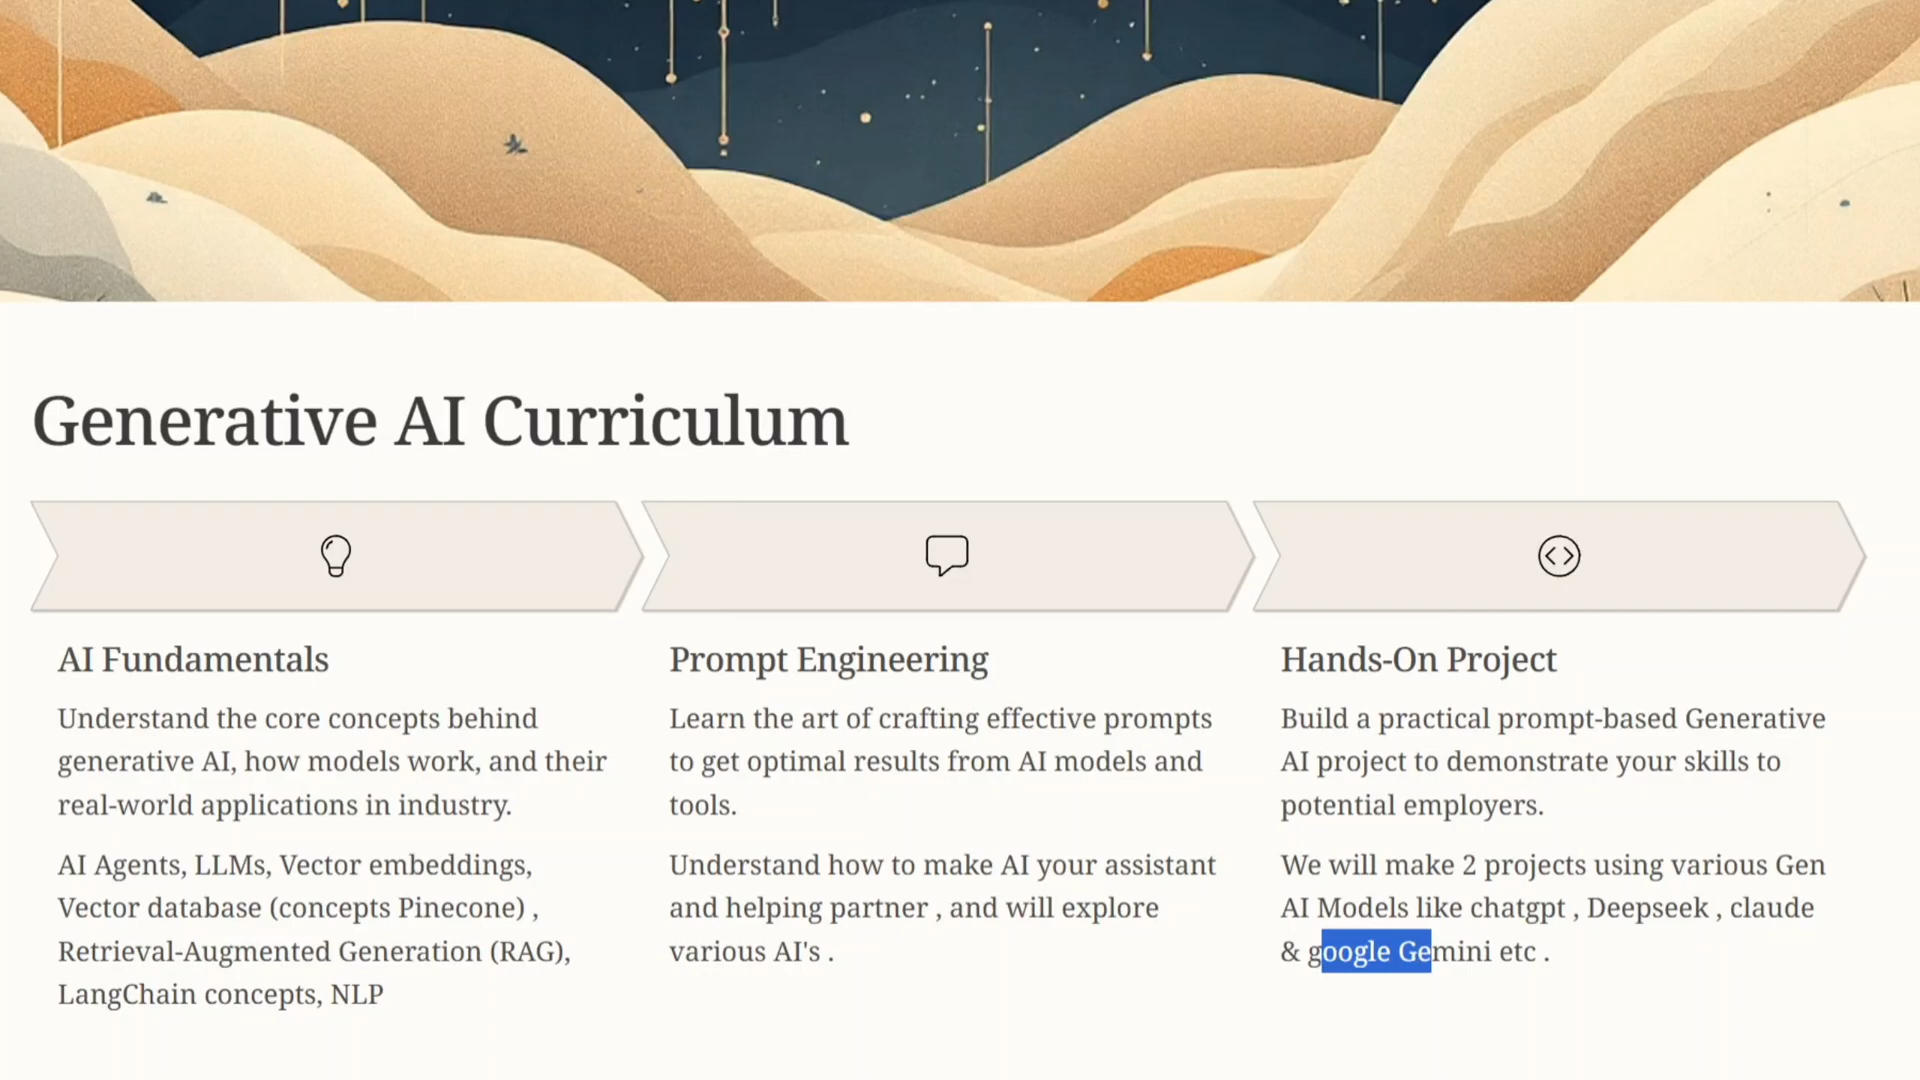 Generative AI Curriculum
AI Fundamentals
Understand the core concepts behind
generative AI, how models work, and their
real-world applications in industry.
AI Agents, LLMs, Vector embeddings,
Vector database (concepts Pinecone) ,
Retrieval-Augmented Generation (RAG),
LangChain concepts, NLP
Prompt Engineering
Learn the art of crafting effective prompts
to get optimal results from AI models and
tools.
Understand how to make AI your assistant
and helping partner , and will explore
various AI's .
Hands-On Project
Build a practical prompt-based Generative
AI project to demonstrate your skills to
potential employers.
We will make 2 projects using various Gen
AI Models like chatgpt , Deepseek , claude
& google Gemini etc .